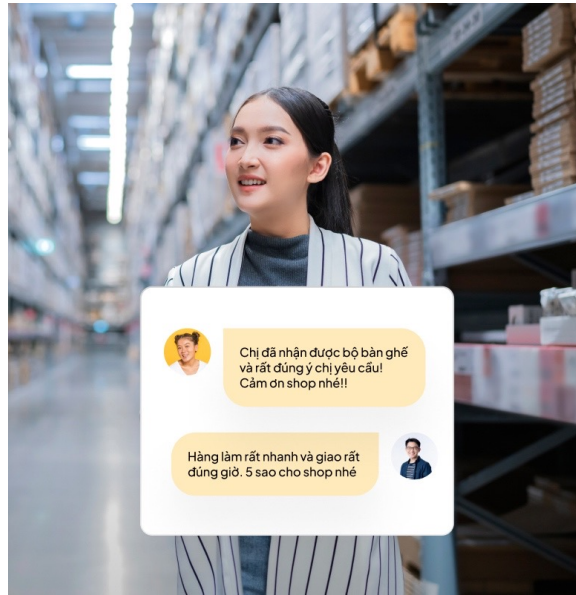 Chị đã nhận được bộ bàn ghế
và rất đúng ý chị yêu cầu!
Cảm ơn shop nhé!!
Hàng làm rất nhanh và giao rất
đúng giờ. 5 sao cho shop nhé